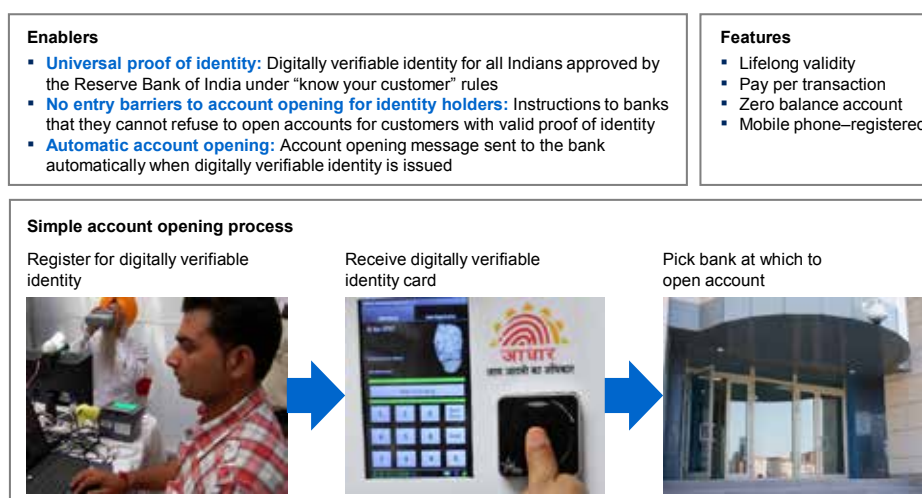 Enablers
▪ Universal proof of identity: Digitally verifiable identity for all Indians approved by
the Reserve Bank of India under “know your customer” rules
▪ No entry barriers to account opening for identity holders: Instructions to banks
that they cannot refuse to open accounts for customers with valid proof of identity
▪ Automatic account opening: Account opening message sent to the bank
automatically when digitally verifiable identity is issued
Features
▪ Lifelong validity
▪ Pay per transaction
▪ Zero balance account
▪ Mobile phone–registered
Simple account opening process
Register for digitally verifiable
identity
Receive digitally verifiable
identity card
Pick bank at which to
open account
आधार